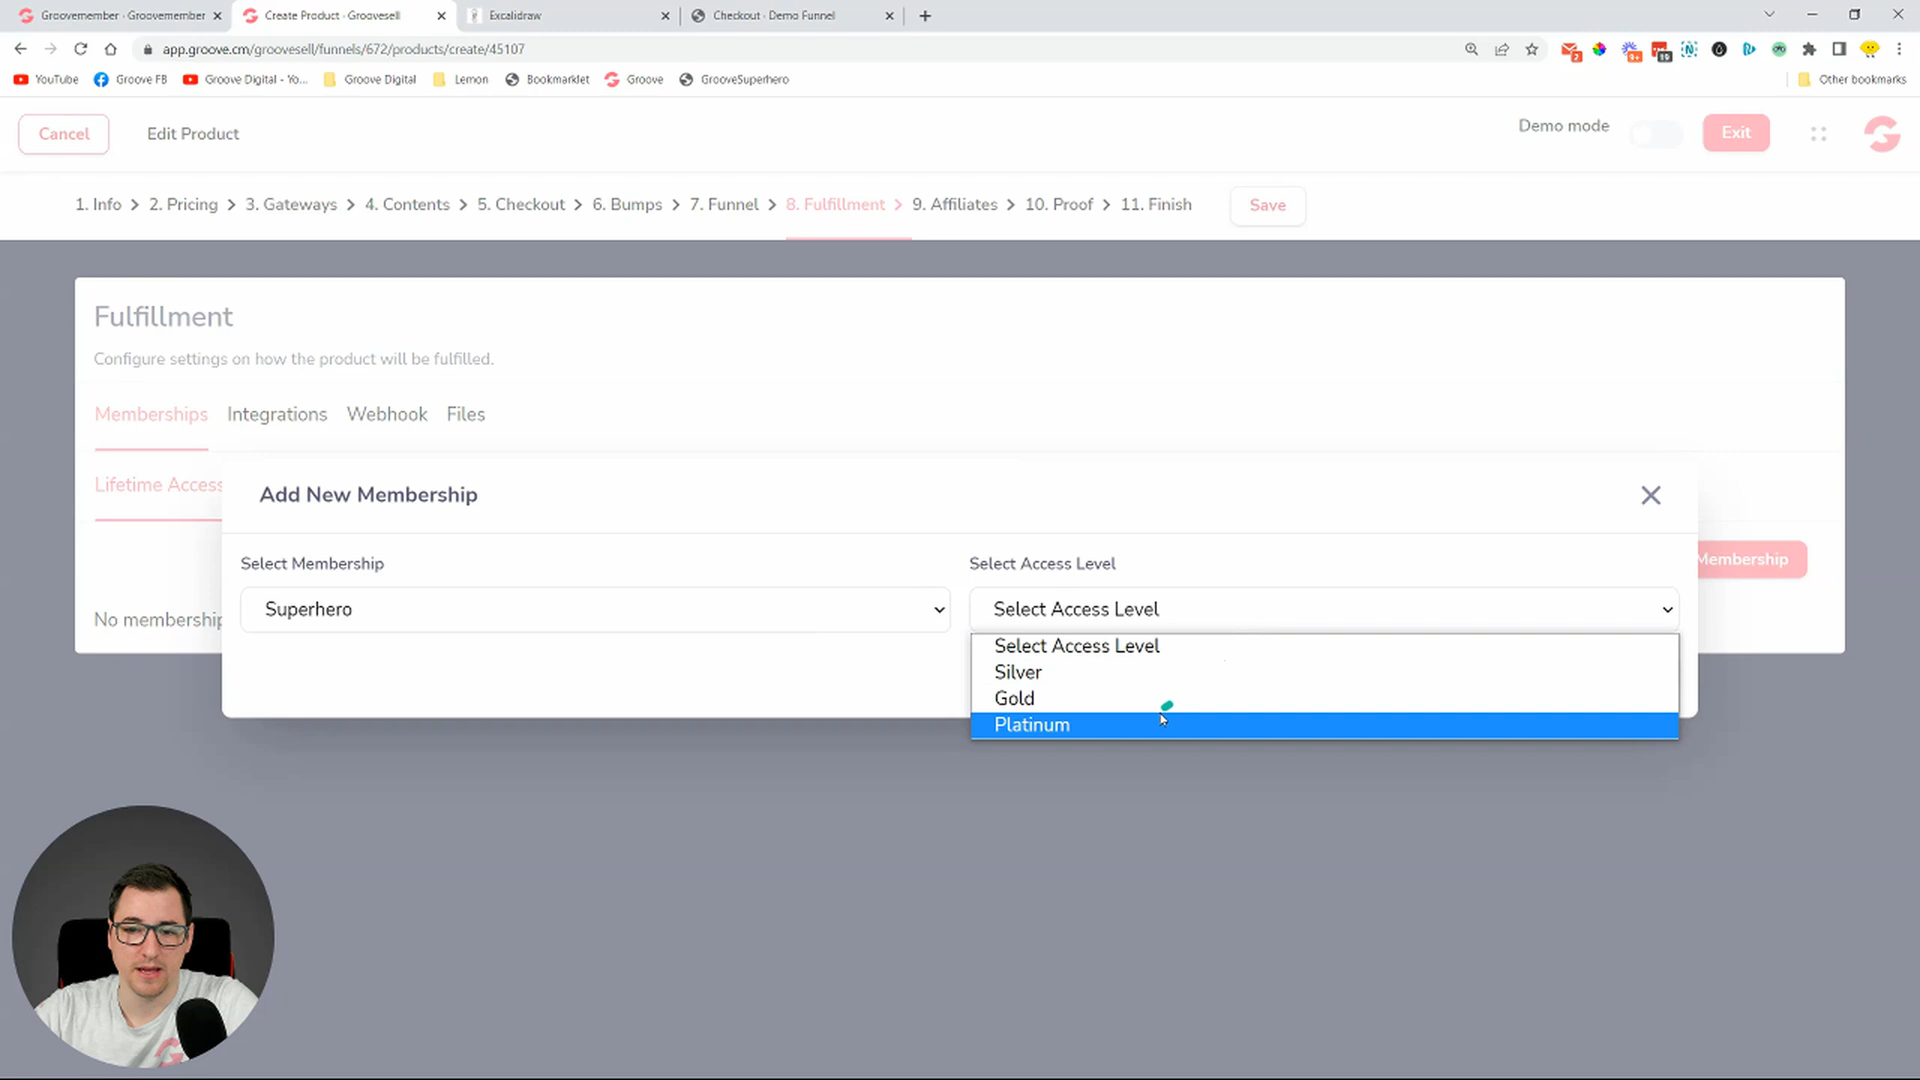 Groovemember - Groovemember
Create Product - Groovesell
Excalidraw
Checkout - Demo Funnel
app.groove.cm/groovesell/funnels/672/products/create/45107
YouTube
Groove FB
Groove Digital - Yo...
Groove Digital
Lemon
Bookmarklet
Groove
GrooveSuperhero
Other bookmarks
Cancel
Edit Product
Demo mode
Exit
1. Info
2. Pricing
3. Gateways
4. Contents
5. Checkout
6. Bumps
7. Funnel
8. Fulfillment
9. Affiliates
10. Proof
11. Finish
Save
Fulfillment
Configure settings on how the product will be fulfilled.
Memberships
Integrations
Webhook
Files
Lifetime Access
Add New Membership
Select Membership
Select Access Level
Membership
Superhero
Select Access Level
No membership
Select Access Level
Silver
Gold
Platinum